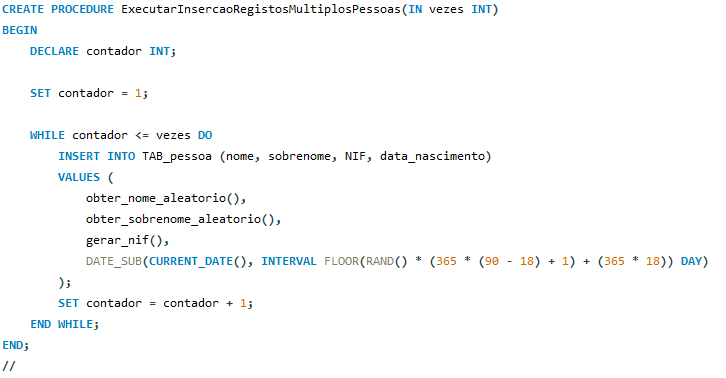 CREATE PROCEDURE ExecutarInsercaoRegistosMultiplosPessoas(IN vezes INT)
BEGIN
    DECLARE contador INT;

    SET contador = 1;

    WHILE contador <= vezes DO
        INSERT INTO TAB_pessoa (nome, sobrenome, NIF, data_nascimento)
        VALUES (
            obter_nome_aleatorio(),
            obter_sobrenome_aleatorio(),
            gerar_nif(),
            DATE_SUB(CURRENT_DATE(), INTERVAL FLOOR(RAND() * (365 * (90 - 18) + 1) + (365 * 18)) DAY)
        );
        SET contador = contador + 1;
    END WHILE;
END;
//